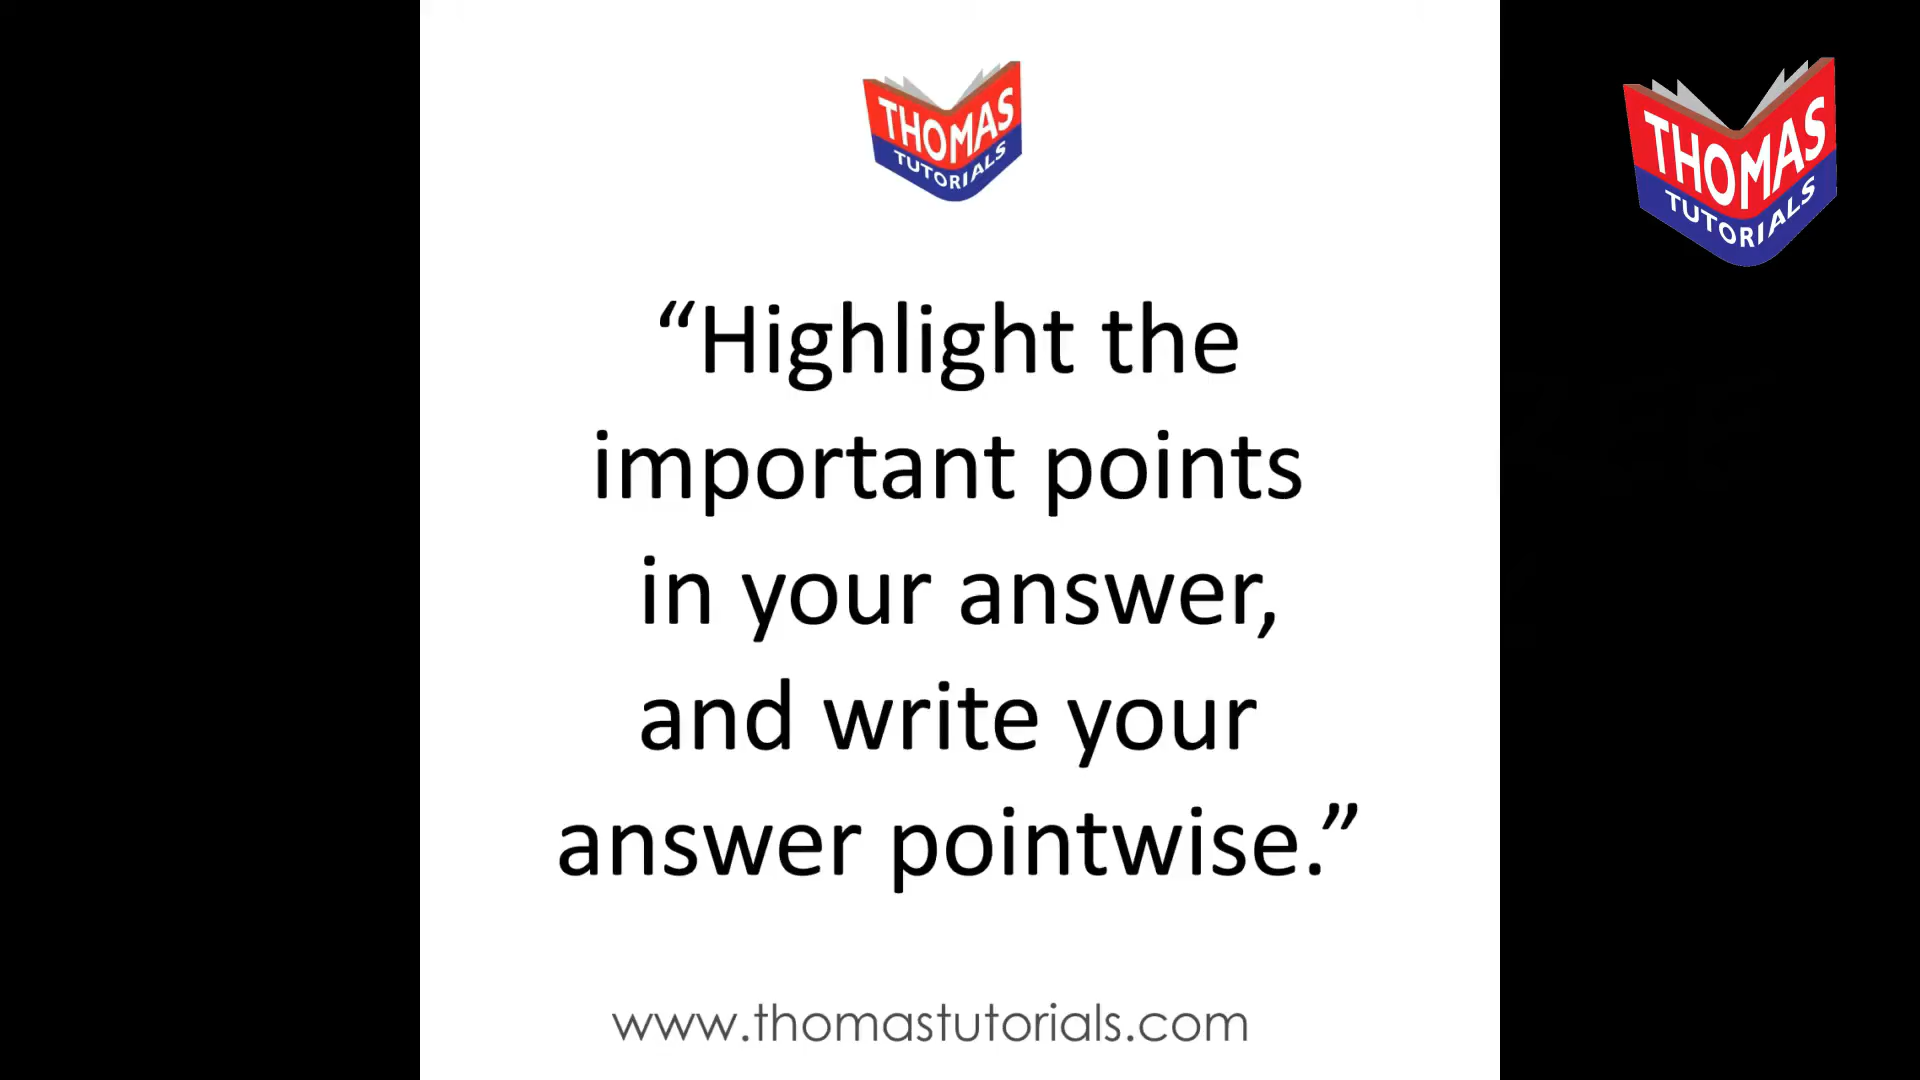 THOMAS
TUTORIALS
THOMAS
TUTORIALS
“Highlight the
important points
in your answer,
and write your
answer pointwise.”
www.thomastutorials.com